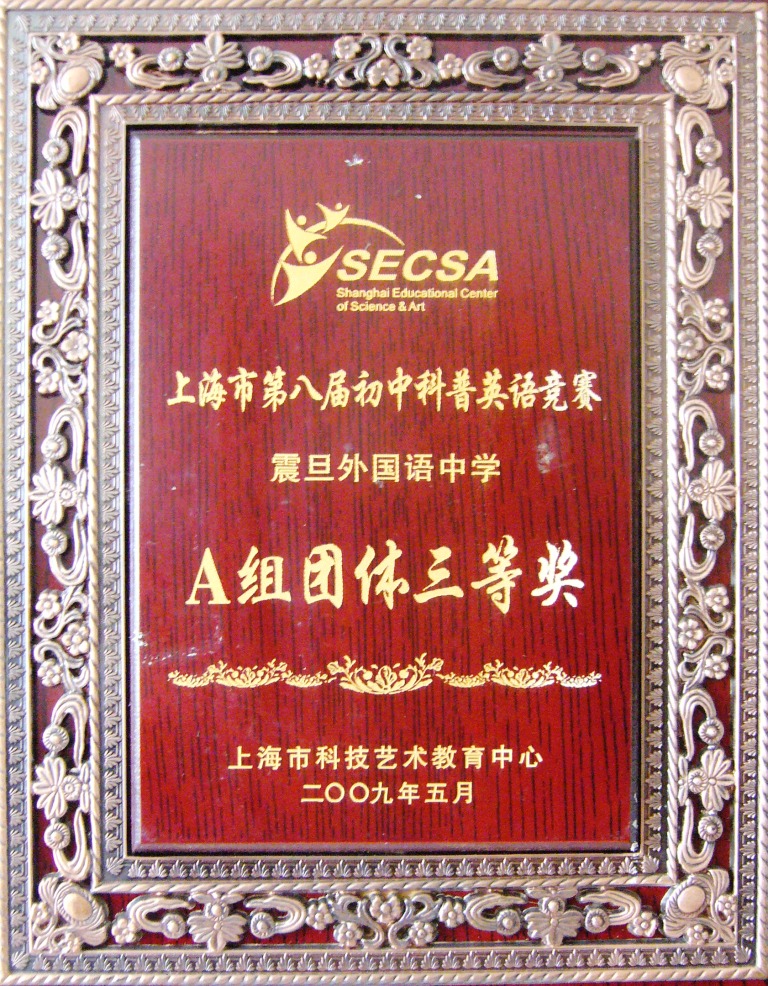 SECSA
Shanghai Educational Center
of Science & Art
上海市第八届初中科普英语竞赛
震旦外国语中学
A组团体三等奖
上海市科技艺术教育中心
二〇〇九年五月